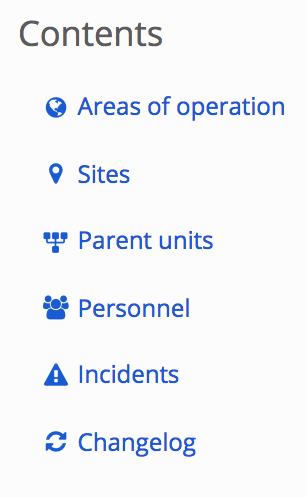 Contents
Areas of operation
Sites
Parent units
Personnel
Incidents
Changelog